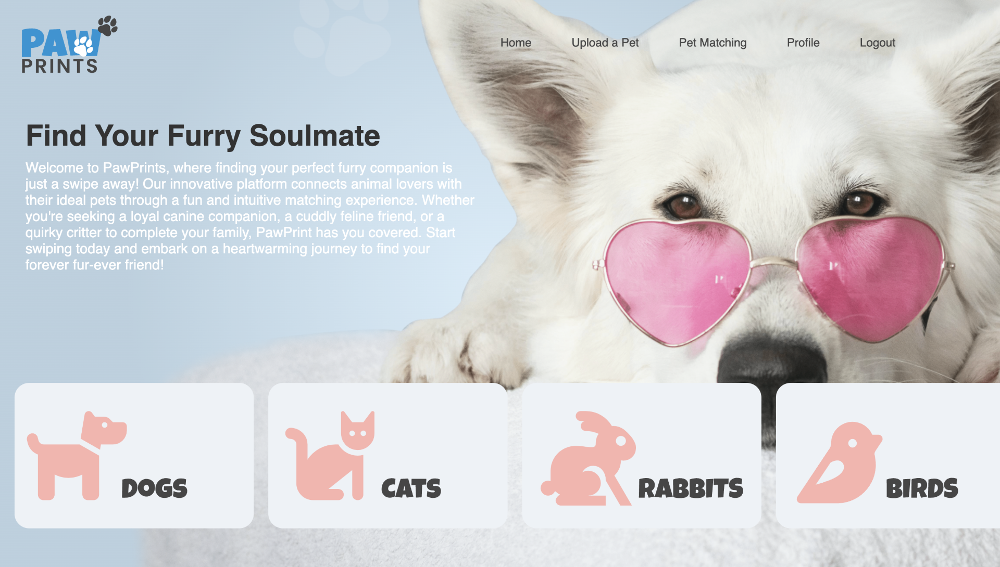 PAW
PRINTS
Home
Upload a Pet
Pet Matching
Profile
Logout
Find Your Furry Soulmate
Welcome to PawPrints, where finding your perfect furry companion is
just a swipe away! Our innovative platform connects animal lovers with
their ideal pets through a fun and intuitive matching experience. Whether
you're seeking a loyal canine companion, a cuddly feline friend, or a
quirky critter to complete your family, PawPrint has you covered. Start
swiping today and embark on a heartwarming journey to find your
forever fur-ever friend!
DOGS
CATS
RABBITS
BIRDS